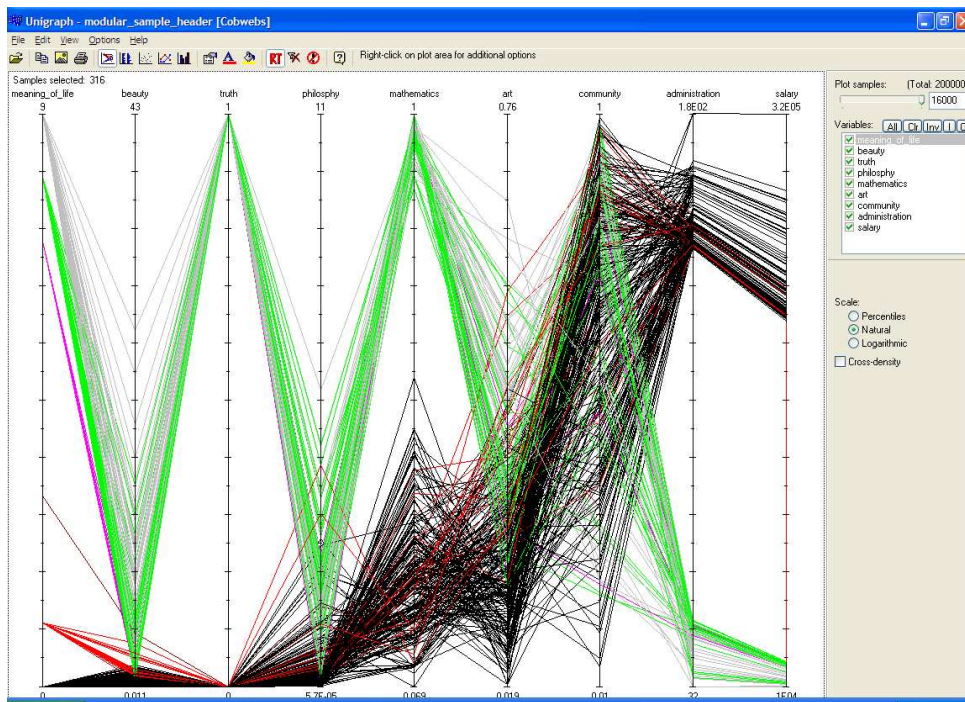 Unigraph - modular_sample_header [Cobwebs]
File Edit View Options Help
RT Right-click on plot area for additional options
Samples selected: 316
meaning_of_life beauty truth philosphy mathematics art community administration salary
9 43 1 11 1 0.76 1 1.8E02 3.2E05
0 0.011 0 5.7E-05 0.069 0.019 0.01 32 1E04
Plot samples: (Total: 200000
16000
Variables: All Clr Inv I
meaning_of_life
beauty
truth
philosphy
mathematics
art
community
administration
salary
Scale:
Percentiles
Natural
Logarithmic
Cross-density